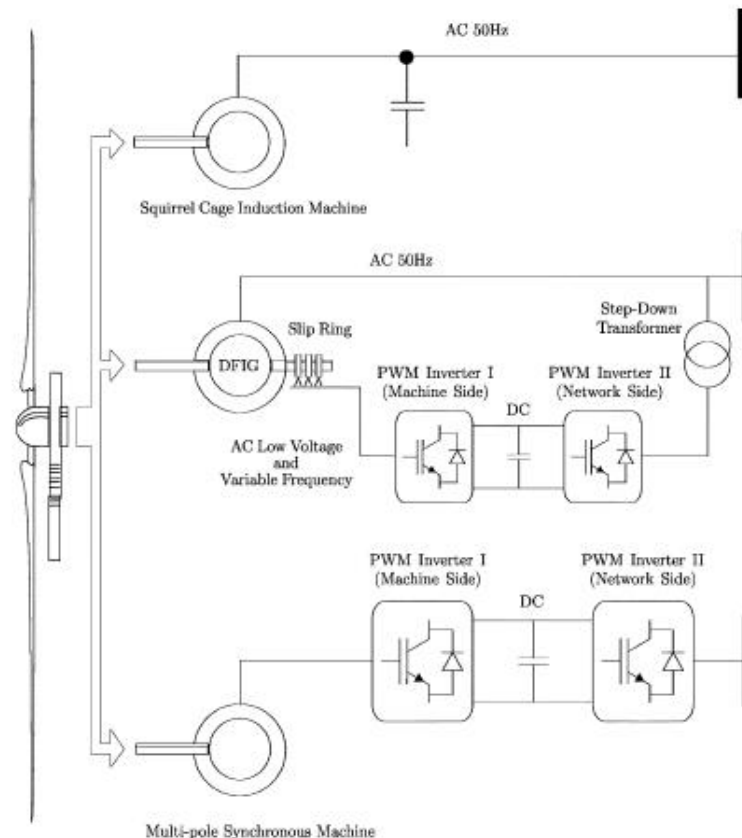 AC 50Hz
Squirrel Cage Induction Machine
AC 50Hz
Step-Down
Transformer
Slip Ring
DFIG
PWM Inverter I
(Machine Side)
PWM Inverter II
(Network Side)
DC
AC Low Voltage
and
Variable Frequency
PWM Inverter I
(Machine Side)
PWM Inverter II
(Network Side)
DC
Multi-pole Synchronous Machine